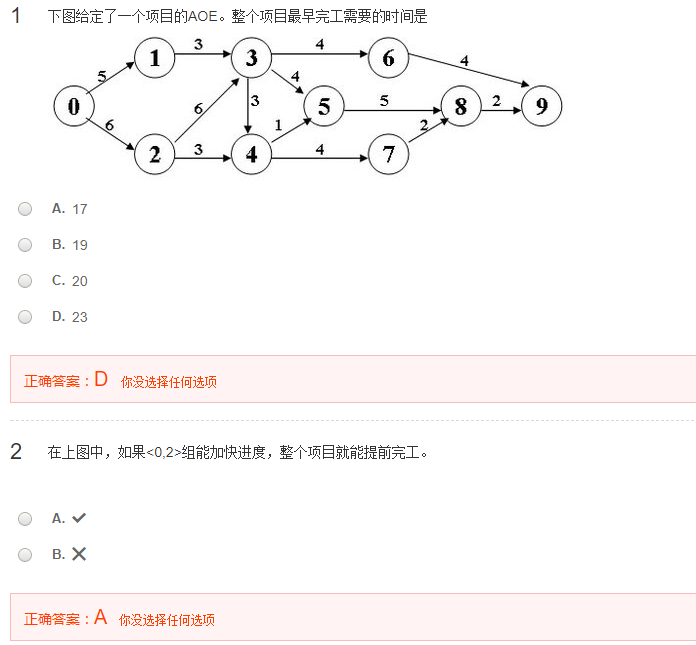 1 下图给定了一个项目的AOE。整个项目最早完工需要的时间是
3 4
1 3 6
5 4 4
0 6 3 5 5 8 2 9
6 1 2
2 3 4 4 7
A. 17
B. 19
C. 20
D. 23
正确答案：D 你没选择任何选项
2 在上图中，如果<0,2>组能加快进度，整个项目就能提前完工。
A. ✔
B. ✕
正确答案：A 你没选择任何选项